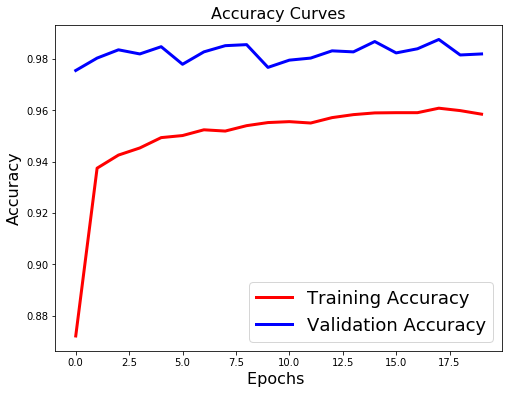 Accuracy Curves
0.98
0.96
0.94
0.92
0.90
0.88
Accuracy
Training Accuracy
Validation Accuracy
0.0 2.5 5.0 7.5 10.0 12.5 15.0 17.5
Epochs